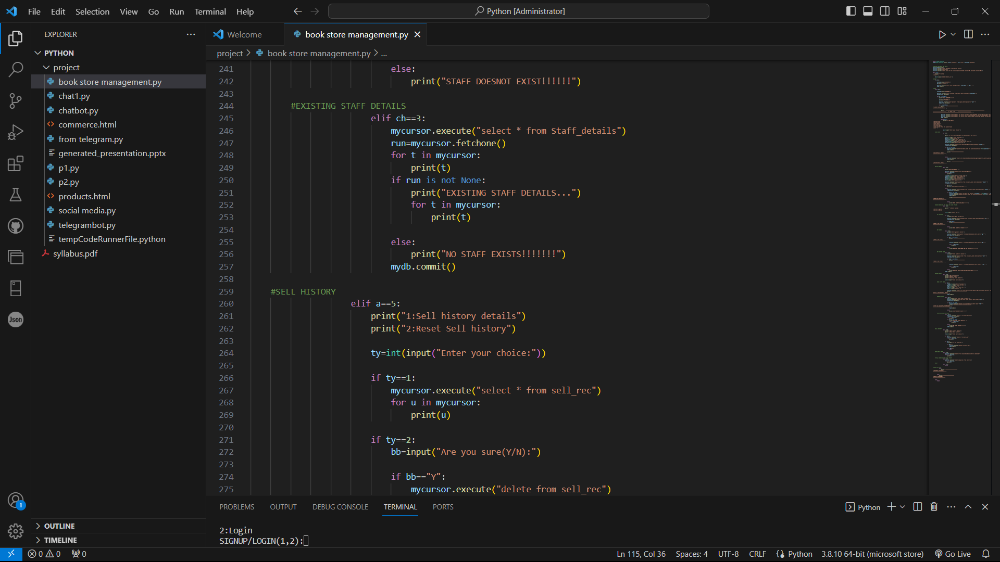 File Edit Selection View Go Run Terminal Help
Python [Administrator]
EXPLORER
Welcome
book store management.py
PYTHON
project > book store management.py > ...
project
book store management.py
chat1.py
chatbot.py
commerce.html
from telegram.py
generated_presentation.pptx
p1.py
p2.py
products.html
social media.py
telegrambot.py
tempCodeRunnerFile.python
syllabus.pdf
Json
1
OUTLINE
TIMELINE
241 else:
242 print("STAFF DOESNOT EXIST!!!!!!")
243
244 #EXISTING STAFF DETAILS
245 elif ch==3:
246 mycursor.execute("select * from Staff_details")
247 run=mycursor.fetchone()
248 for t in mycursor:
249 print(t)
250 if run is not None:
251 print("EXISTING STAFF DETAILS...")
252 for t in mycursor:
253 print(t)
254
255 else:
256 print("NO STAFF EXISTS!!!!!!!")
257 mydb.commit()
258
259 #SELL HISTORY
260 elif a==5:
261 print("1:Sell history details")
262 print("2:Reset Sell history")
263
264 ty=int(input("Enter your choice:"))
265
266 if ty==1:
267 mycursor.execute("select * from sell_rec")
268 for u in mycursor:
269 print(u)
270
271 if ty==2:
272 bb=input("Are you sure(Y/N):")
273
274 if bb=="Y":
275 mycursor.execute("delete from sell_rec")
PROBLEMS OUTPUT DEBUG CONSOLE TERMINAL PORTS
Python
2:Login
SIGNUP/LOGIN(1,2):
0 0 0
Ln 115, Col 36 Spaces: 4 UTF-8 CRLF Python 3.8.10 64-bit (microsoft store) Go Live